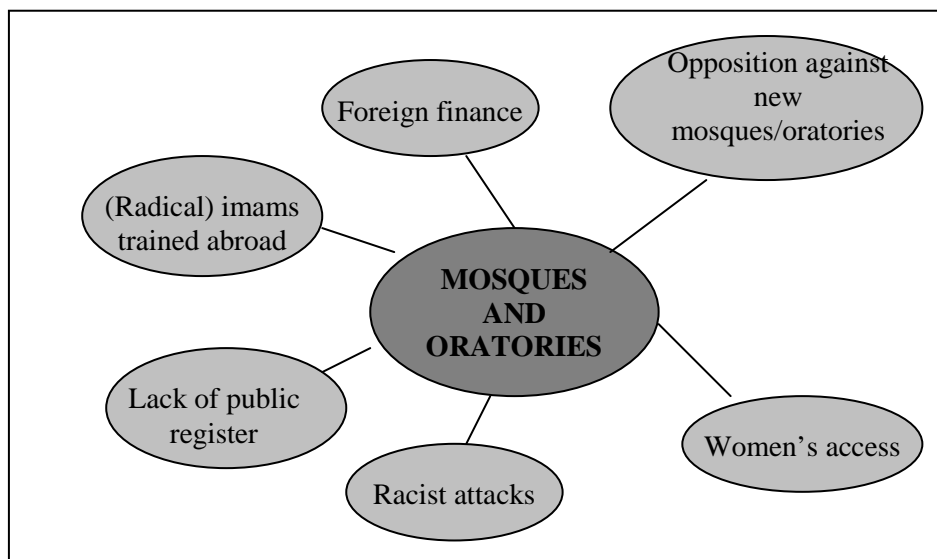 Opposition against
new
mosques/oratories
Foreign finance
(Radical) imams
trained abroad
MOSQUES
AND
ORATORIES
Lack of public
register
Women’s access
Racist attacks